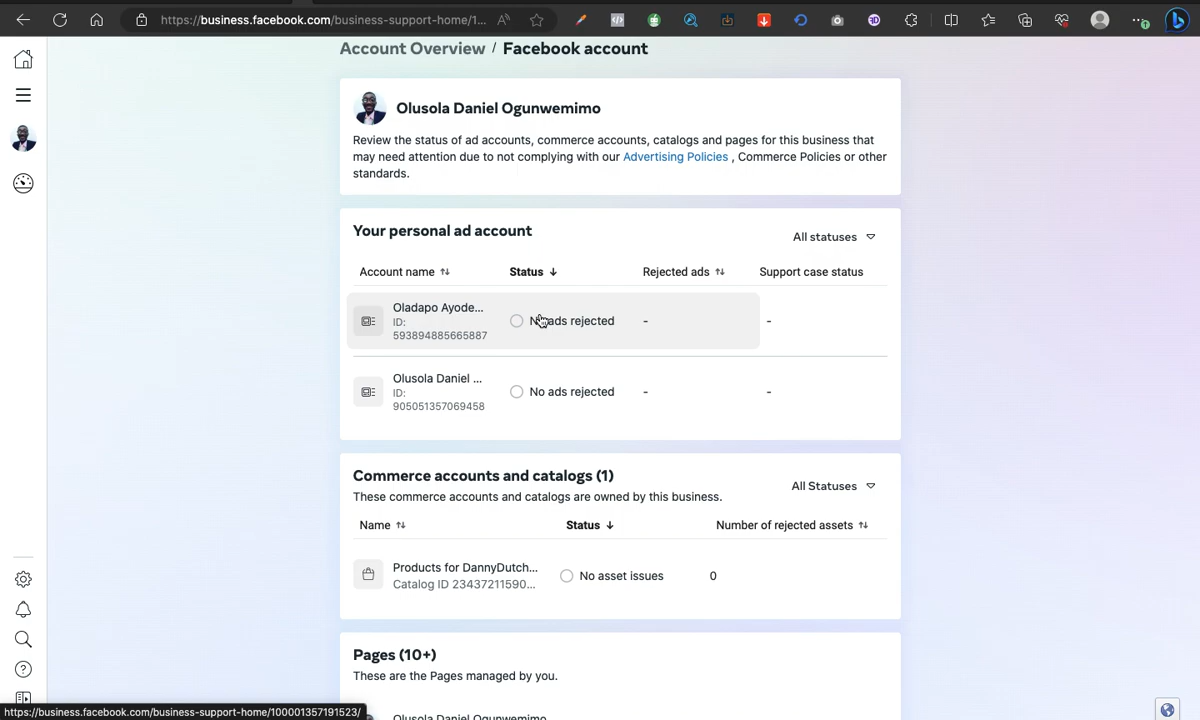 https://business.facebook.com/business-support-home/1...
Account Overview / Facebook account
Olusola Daniel Ogunwemimo
Review the status of ad accounts, commerce accounts, catalogs and pages for this business that
may need attention due to not complying with our Advertising Policies , Commerce Policies or other
standards.
Your personal ad account
All statuses
Account name
Status
Rejected ads
Support case status
Oladapo Ayode...
ID:
593894885665887
ads rejected
-
-
Olusola Daniel ...
ID:
905051357069458
No ads rejected
-
-
Commerce accounts and catalogs (1)
These commerce accounts and catalogs are owned by this business.
All Statuses
Name
Status
Number of rejected assets
Products for DannyDutch...
Catalog ID 23437211590...
No asset issues
0
Pages (10+)
These are the Pages managed by you.
Olusola Daniel Ogunwemimo
https://business.facebook.com/business-support-home/100001357191523/